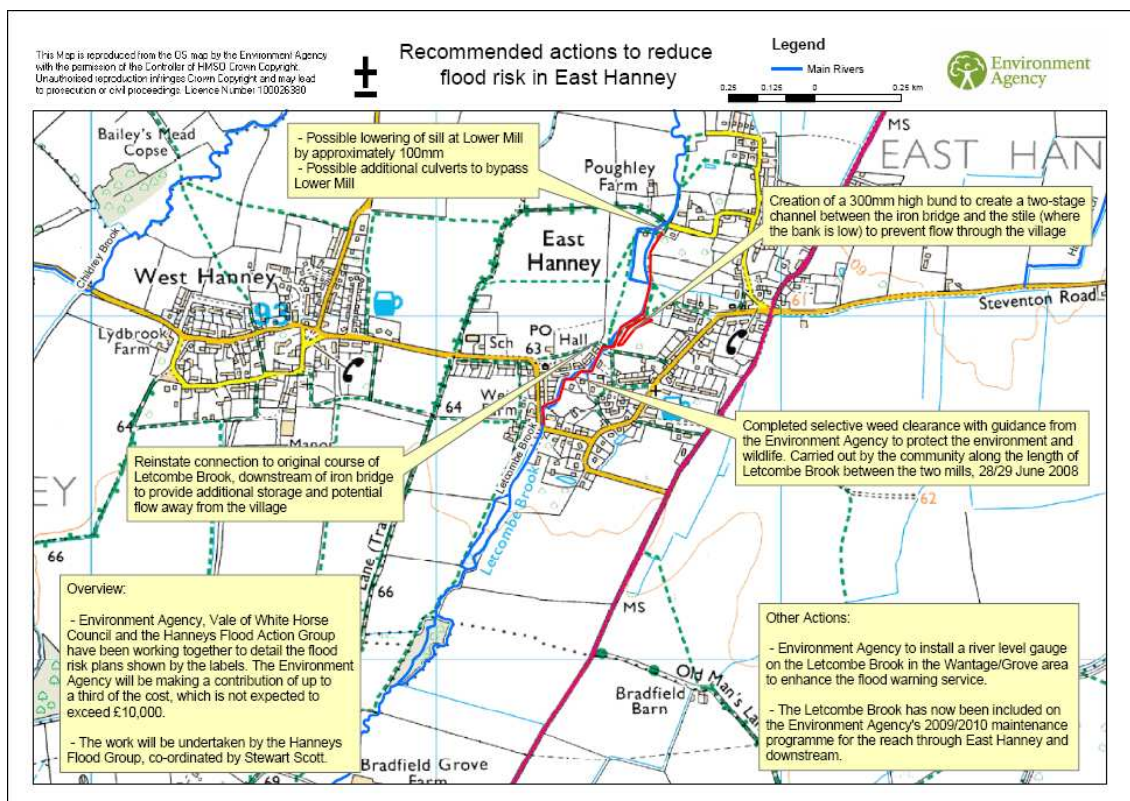 This Map is reproduced from the OS map by the Environment Agency
with the permission of the Controller of HMSO Crown Copyright.
Unauthorised reproduction infringes Crown Copyright and may lead
to prosecution or civil proceedings. Licence Number 100026380
Recommended actions to reduce
flood risk in East Hanney
Legend
Main Rivers
0.25 0.125 0 0.25 km
Environment
Agency
Bailey's Mead
Copse
- Possible lowering of sill at Lower Mill
by approximately 100mm
- Possible additional culverts to bypass
Lower Mill
Poughley
Farm
MS
EAST HAN
Creation of a 300mm high bund to create a two-stage
channel between the iron bridge and the stile (where
the bank is low) to prevent flow through the village
East
Hanney
Childrey Brook
West Hanney
60
61
Steventon Road
Lydbrook
Farm
PO
63
Hall
Sch
64
64
Letcombe Brook
Manor
Reinstate connection to original course of
Letcombe Brook, downstream of iron bridge
to provide additional storage and potential
flow away from the village
Completed selective weed clearance with guidance from
the Environment Agency to protect the environment and
wildlife. Carried out by the community along the length of
Letcombe Brook between the two mills, 28/29 June 2008
EY
62
Letcombe Brook
Lane (Tra
66
66
Overview:
- Environment Agency, Vale of White Horse
Council and the Hanneys Flood Action Group
have been working together to detail the flood
risk plans shown by the labels. The Environment
Agency will be making a contribution of up to
a third of the cost, which is not expected to
exceed £10,000.
- The work will be undertaken by the Hanneys
Flood Group, co-ordinated by Stewart Scott.
MS
Old Man's La
Bradfield
Barn
Other Actions:
- Environment Agency to install a river level gauge
on the Letcombe Brook in the Wantage/Grove area
to enhance the flood warning service.
- The Letcombe Brook has now been included on
the Environment Agency's 2009/2010 maintenance
programme for the reach through East Hanney and
downstream.
Bradfield Grove
Farm
69